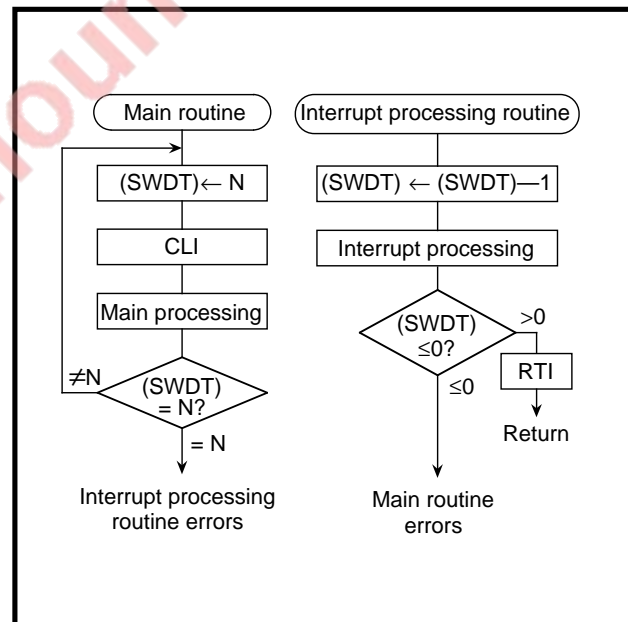 Main routine
(SWDT)← N
CLI
Main processing
≠N
(SWDT)
= N?
= N
Interrupt processing
routine errors
Interrupt processing routine
(SWDT) ← (SWDT)—1
Interrupt processing
(SWDT)
≤0?
>0
RTI
Return
≤0
Main routine
errors